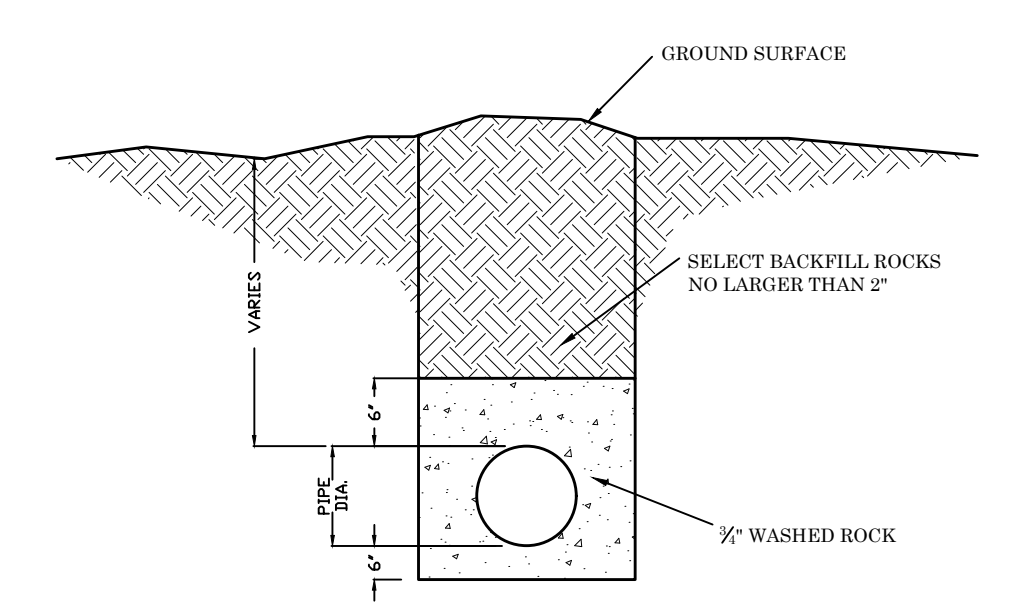 GROUND SURFACE
SELECT BACKFILL ROCKS
NO LARGER THAN 2"
VARIES
6"
PIPE
DIA.
6"
¾" WASHED ROCK